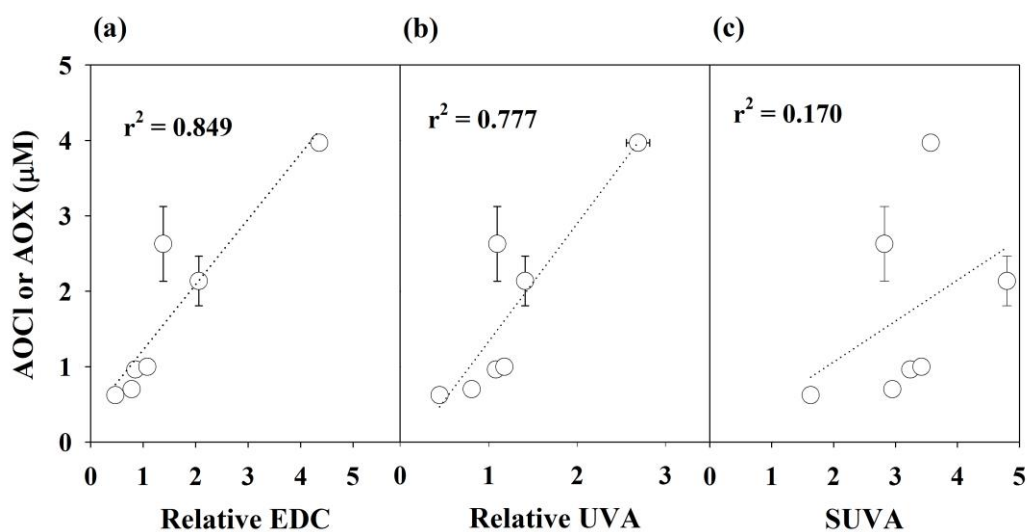 (a) (b) (c)
r² = 0.849 r² = 0.777 r² = 0.170
AOCl or AOX (μM)
5
4
3
2
1
0
0 1 2 3 4 5 0 1 2 3 0 1 2 3 4 5
Relative EDC Relative UVA SUVA